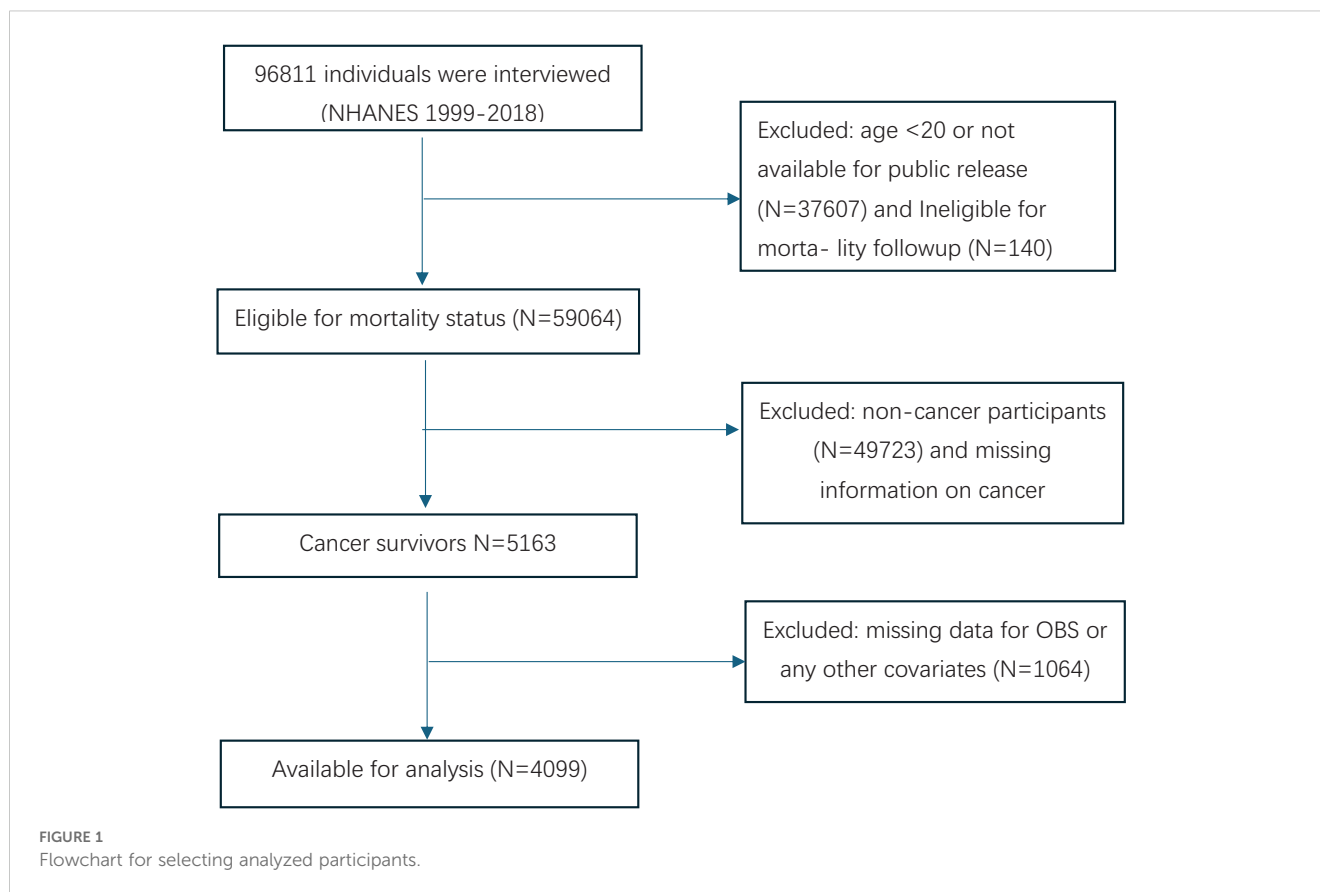 96811 individuals were interviewed
(NHANES 1999-2018)
Excluded: age <20 or not
available for public release
(N=37607) and Ineligible for
morta- lity followup (N=140)
Eligible for mortality status (N=59064)
Excluded: non-cancer participants
(N=49723) and missing
information on cancer
Cancer survivors N=5163
Excluded: missing data for OBS or
any other covariates (N=1064)
Available for analysis (N=4099)
FIGURE 1
Flowchart for selecting analyzed participants.